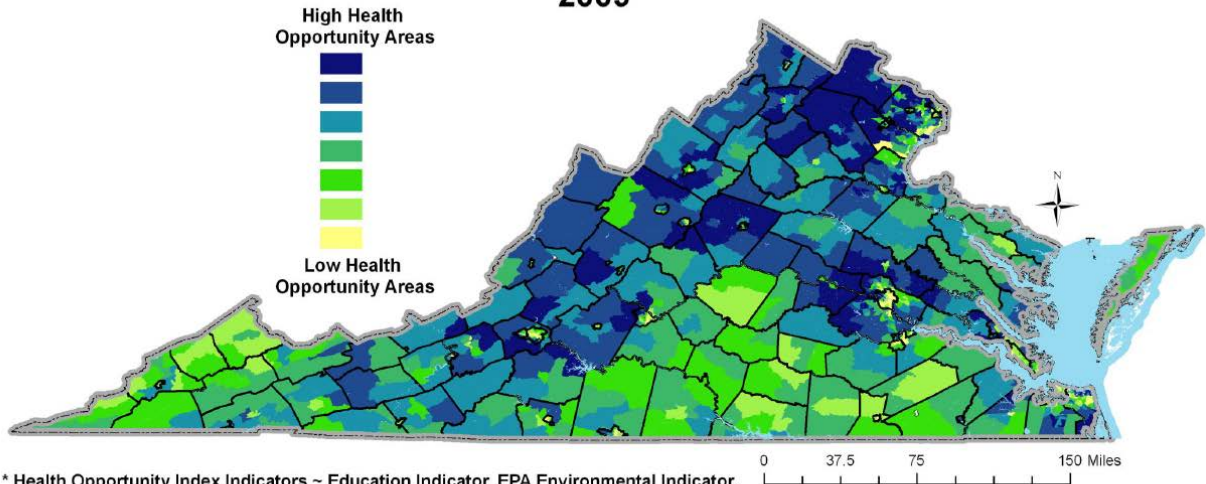 2009
High Health
Opportunity Areas
Low Health
Opportunity Areas
N
0 37.5 75 150 Miles
* Health Opportunity Index Indicators ~ Education Indicator, EPA Environmental Indicator,